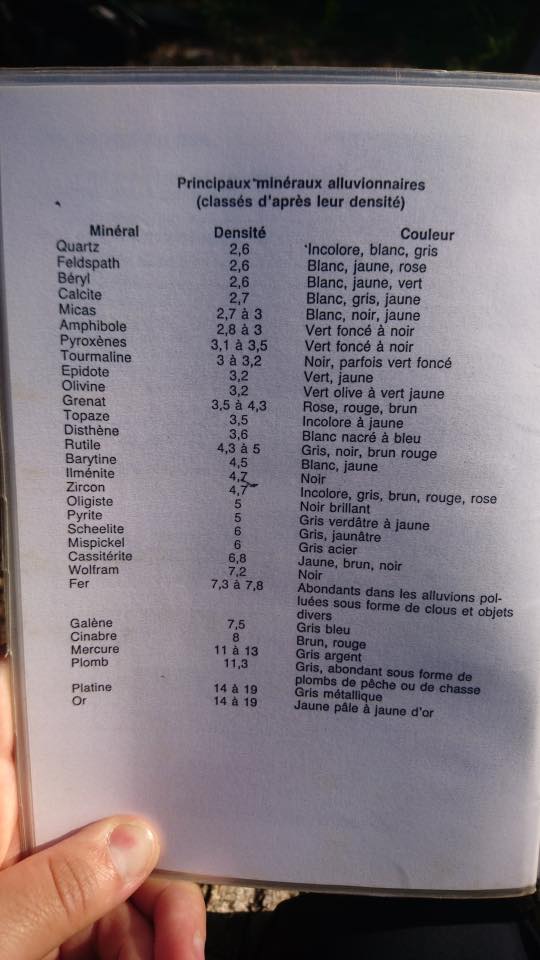 Principaux minéraux alluvionnaires
(classés d'après leur densité)
Minéral Densité Couleur
Quartz 2,6 Incolore, blanc, gris
Feldspath 2,6 Blanc, jaune, rose
Béryl 2,6 Blanc, jaune, vert
Calcite 2,7 Blanc, gris, jaune
Micas 2,7 à 3 Blanc, noir, jaune
Amphibole 2,8 à 3 Vert foncé à noir
Pyroxènes 3,1 à 3,5 Vert foncé à noir
Tourmaline 3 à 3,2 Noir, parfois vert foncé
Epidote 3,2 Vert, jaune
Olivine 3,2 Vert olive à vert jaune
Grenat 3,5 à 4,3 Rose, rouge, brun
Topaze 3,5 Incolore à jaune
Disthène 3,6 Blanc nacré à bleu
Rutile 4,3 à 5 Gris, noir, brun rouge
Barytine 4,5 Blanc, jaune
Ilménite 4,7 Noir
Zircon 4,7 Incolore, gris, brun, rouge, rose
Oligiste 5 Noir brillant
Pyrite 5 Gris verdâtre à jaune
Scheelite 6 Gris, jaunâtre
Mispickel 6 Gris acier
Cassitérite 6,8 Jaune, brun, noir
Wolfram 7,2 Noir
Fer 7,3 à 7,8 Abondants dans les alluvions pol-
luées sous forme de clous et objets
divers
Galène 7,5 Gris bleu
Cinabre 8 Brun, rouge
Mercure 11 à 13 Gris argent
Plomb 11,3 Gris, abondant sous forme de
plombs de pêche ou de chasse
Platine 14 à 19 Gris métallique
Or 14 à 19 Jaune pâle à jaune d'or